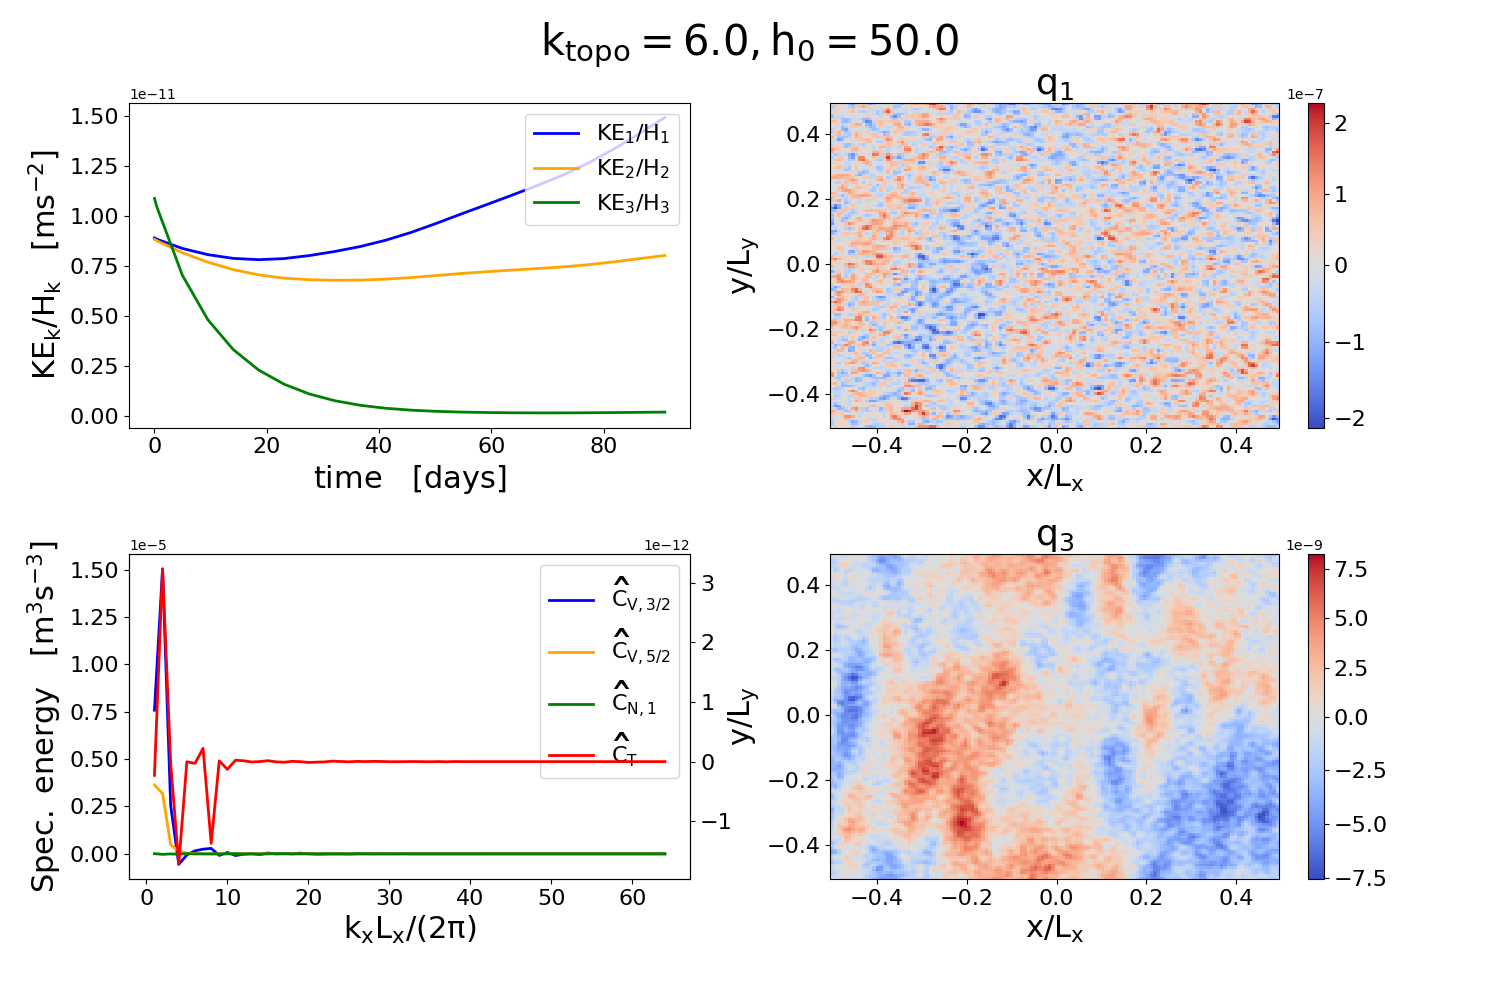 k_topo = 6.0, h_0 = 50.0
1e−11
KE_k/H_k [ms^−2]
1.50
1.25
1.00
0.75
0.50
0.25
0.00
0 20 40 60 80
time [days]
KE_1/H_1
KE_2/H_2
KE_3/H_3
q_1
1e−7
y/L_y
0.4
0.2
0.0
−0.2
−0.4
−0.4 −0.2 0.0 0.2 0.4
x/L_x
2
1
0
−1
−2
1e−5
1e−12
Spec. energy [m^3s^−3]
1.50
1.25
1.00
0.75
0.50
0.25
0.00
0 10 20 30 40 50 60
k_xL_x/(2π)
3
2
1
0
−1
Ĉ_V,3/2
Ĉ_V,5/2
Ĉ_N,1
Ĉ_T
q_3
1e−9
y/L_y
0.4
0.2
0.0
−0.2
−0.4
−0.4 −0.2 0.0 0.2 0.4
x/L_x
7.5
5.0
2.5
0.0
−2.5
−5.0
−7.5